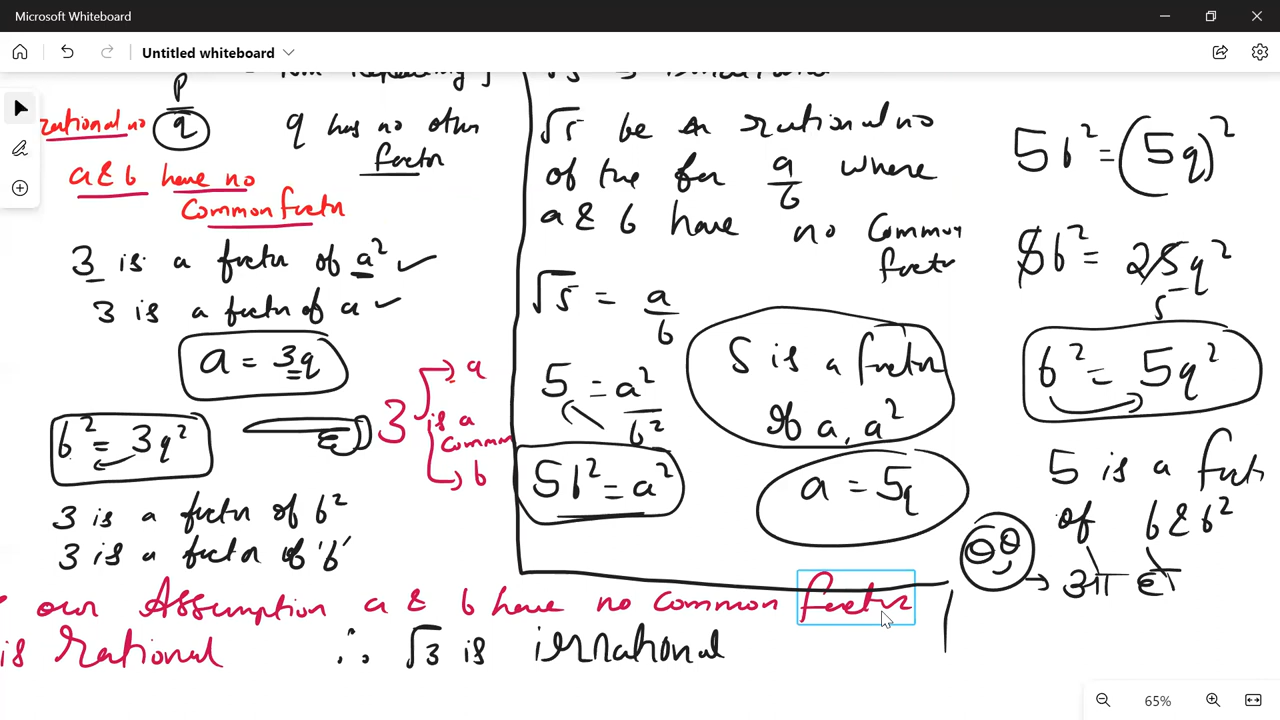 Microsoft Whiteboard
Untitled whiteboard
p
q
rational no
q has no other
factor
a & b have no
Common factor
3 is a factor of a² ✓
3 is a factor of a ✓
a = 3q
b² = 3q²
3 → a
is a
common
→ b
3 is a factor of b²
3 is a factor of 'b'
√5 be an rational no
of the for a/b where
a & b have no Common
factor
√5 = a/b
5 = a²/b²
5b² = a²
5 is a factor
of a, a²
a = 5q
5b² = (5q)²
5b² = 25q²
5
b² = 5q²
5 is a fact
of b & b²
our Assumption a & b have no common factor
is rational ∴ √3 is irrational
65%